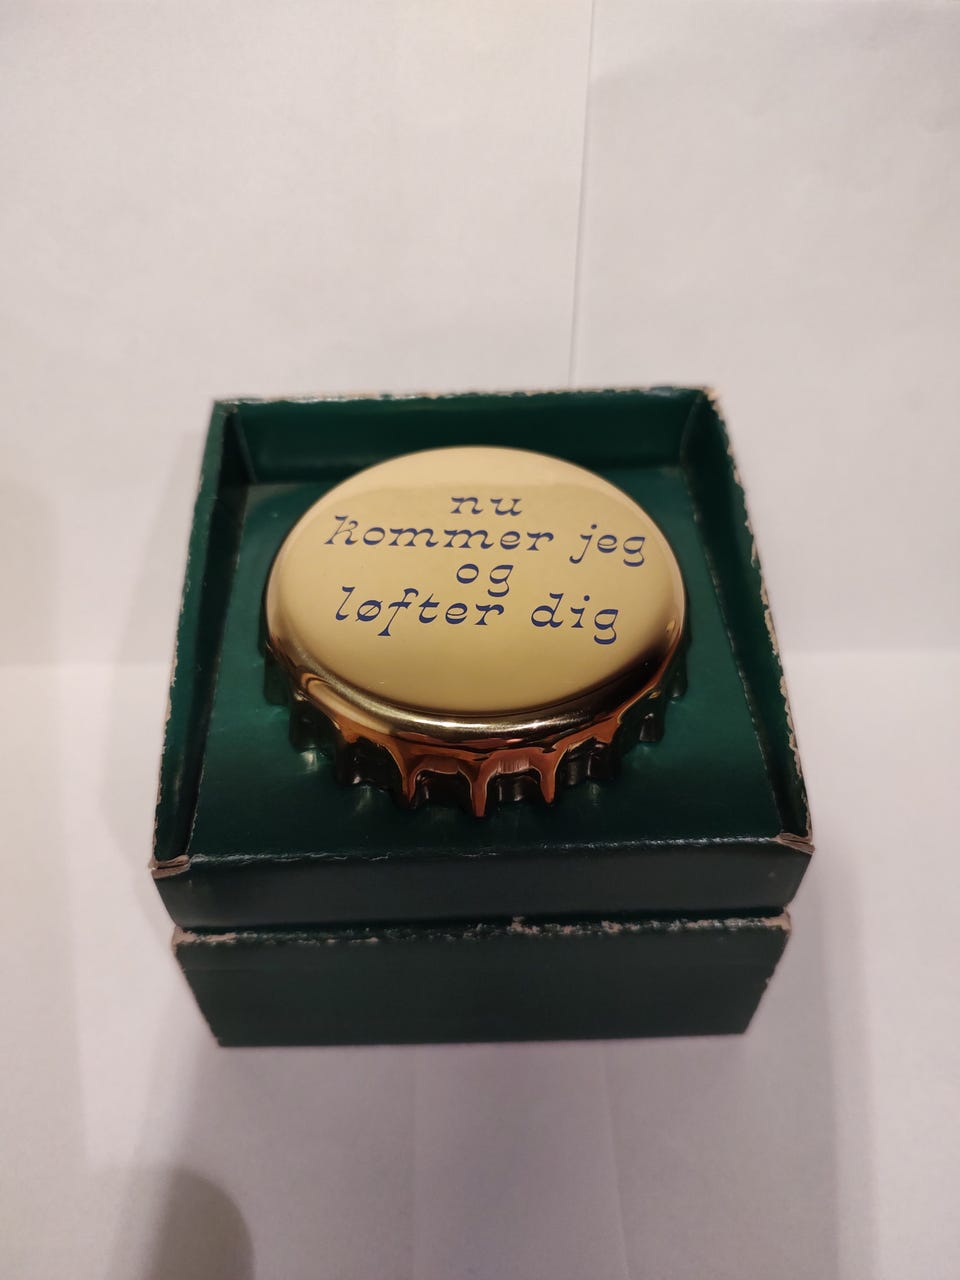 nu
kommer jeg
og
løfter dig